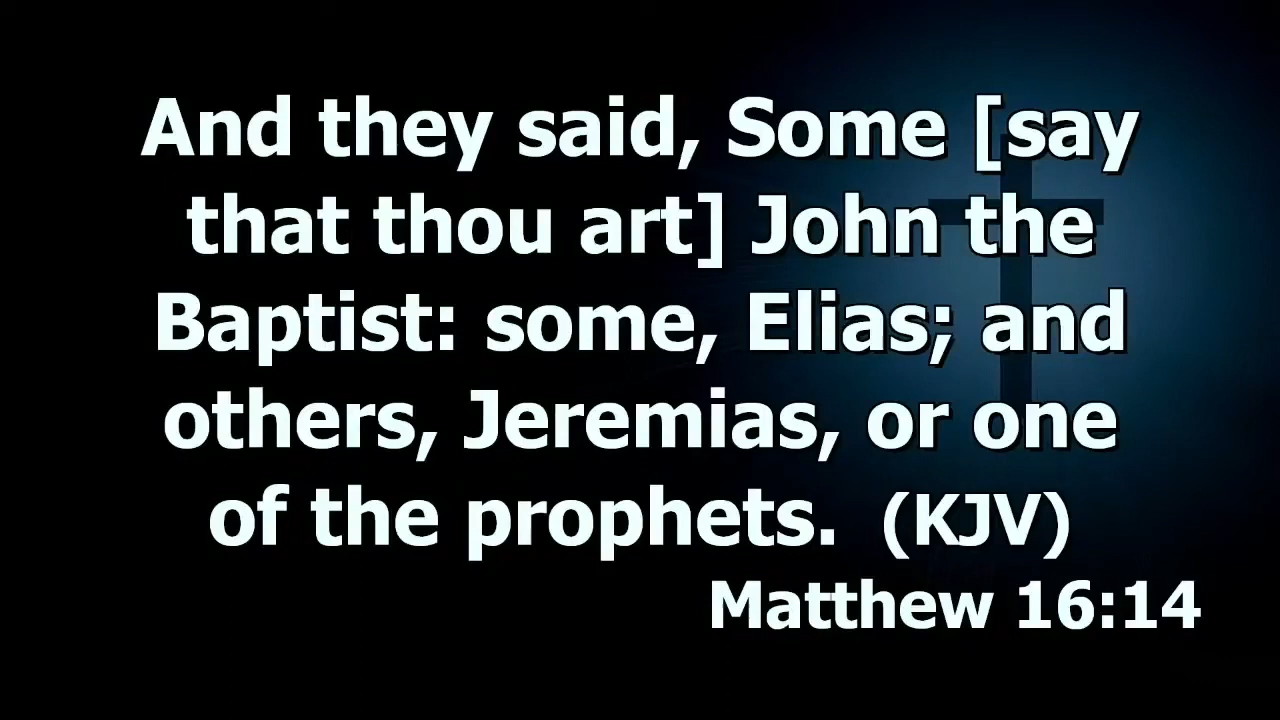 And they said, Some [say
that thou art] John the
Baptist: some, Elias; and
others, Jeremias, or one
of the prophets.  (KJV)
Matthew 16:14